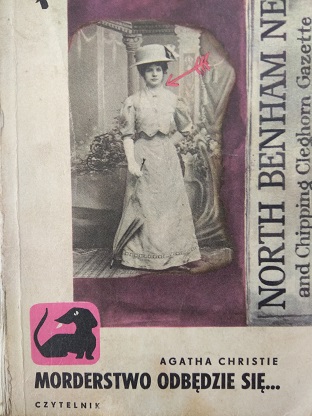 NORTH BENHAM NE
and Chipping Cleghorn Gazette
AGATHA CHRISTIE
MORDERSTWO ODBĘDZIE SIĘ...
CZYTELNIK